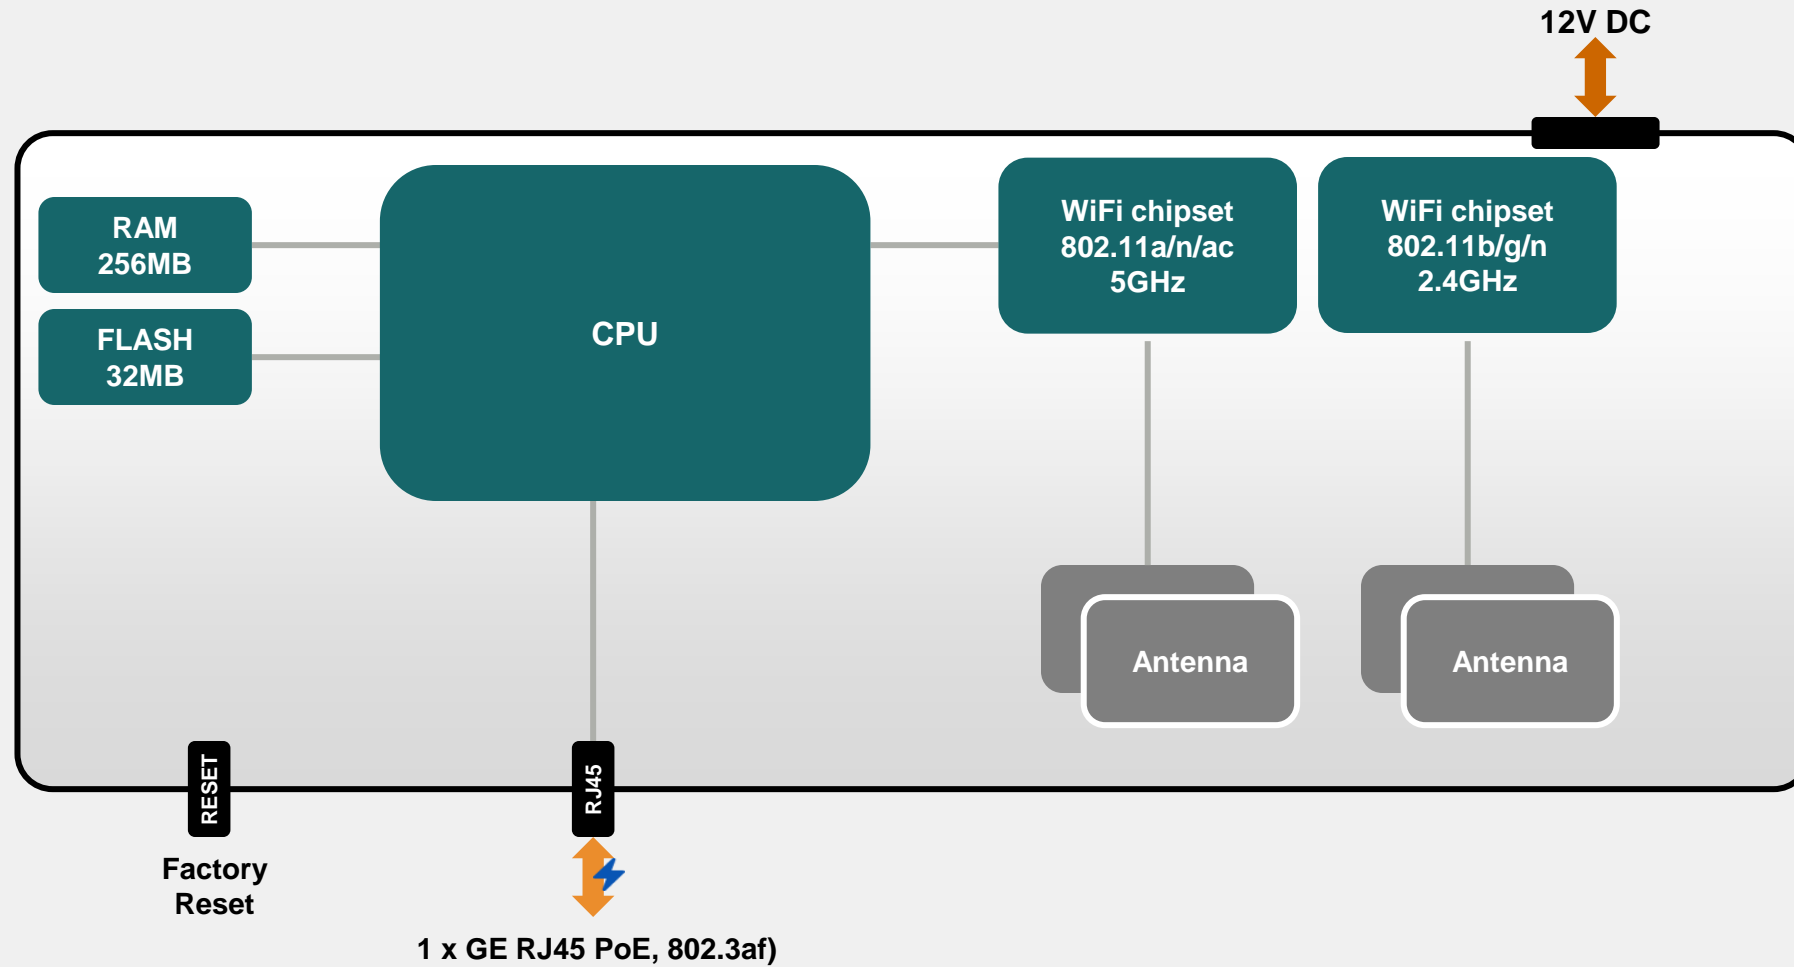 12V DC
RAM
256MB
FLASH
32MB
CPU
WiFi chipset
802.11a/n/ac
5GHz
WiFi chipset
802.11b/g/n
2.4GHz
Antenna
Antenna
RESET
RJ45
Factory
Reset
1 x GE RJ45 PoE, 802.3af)